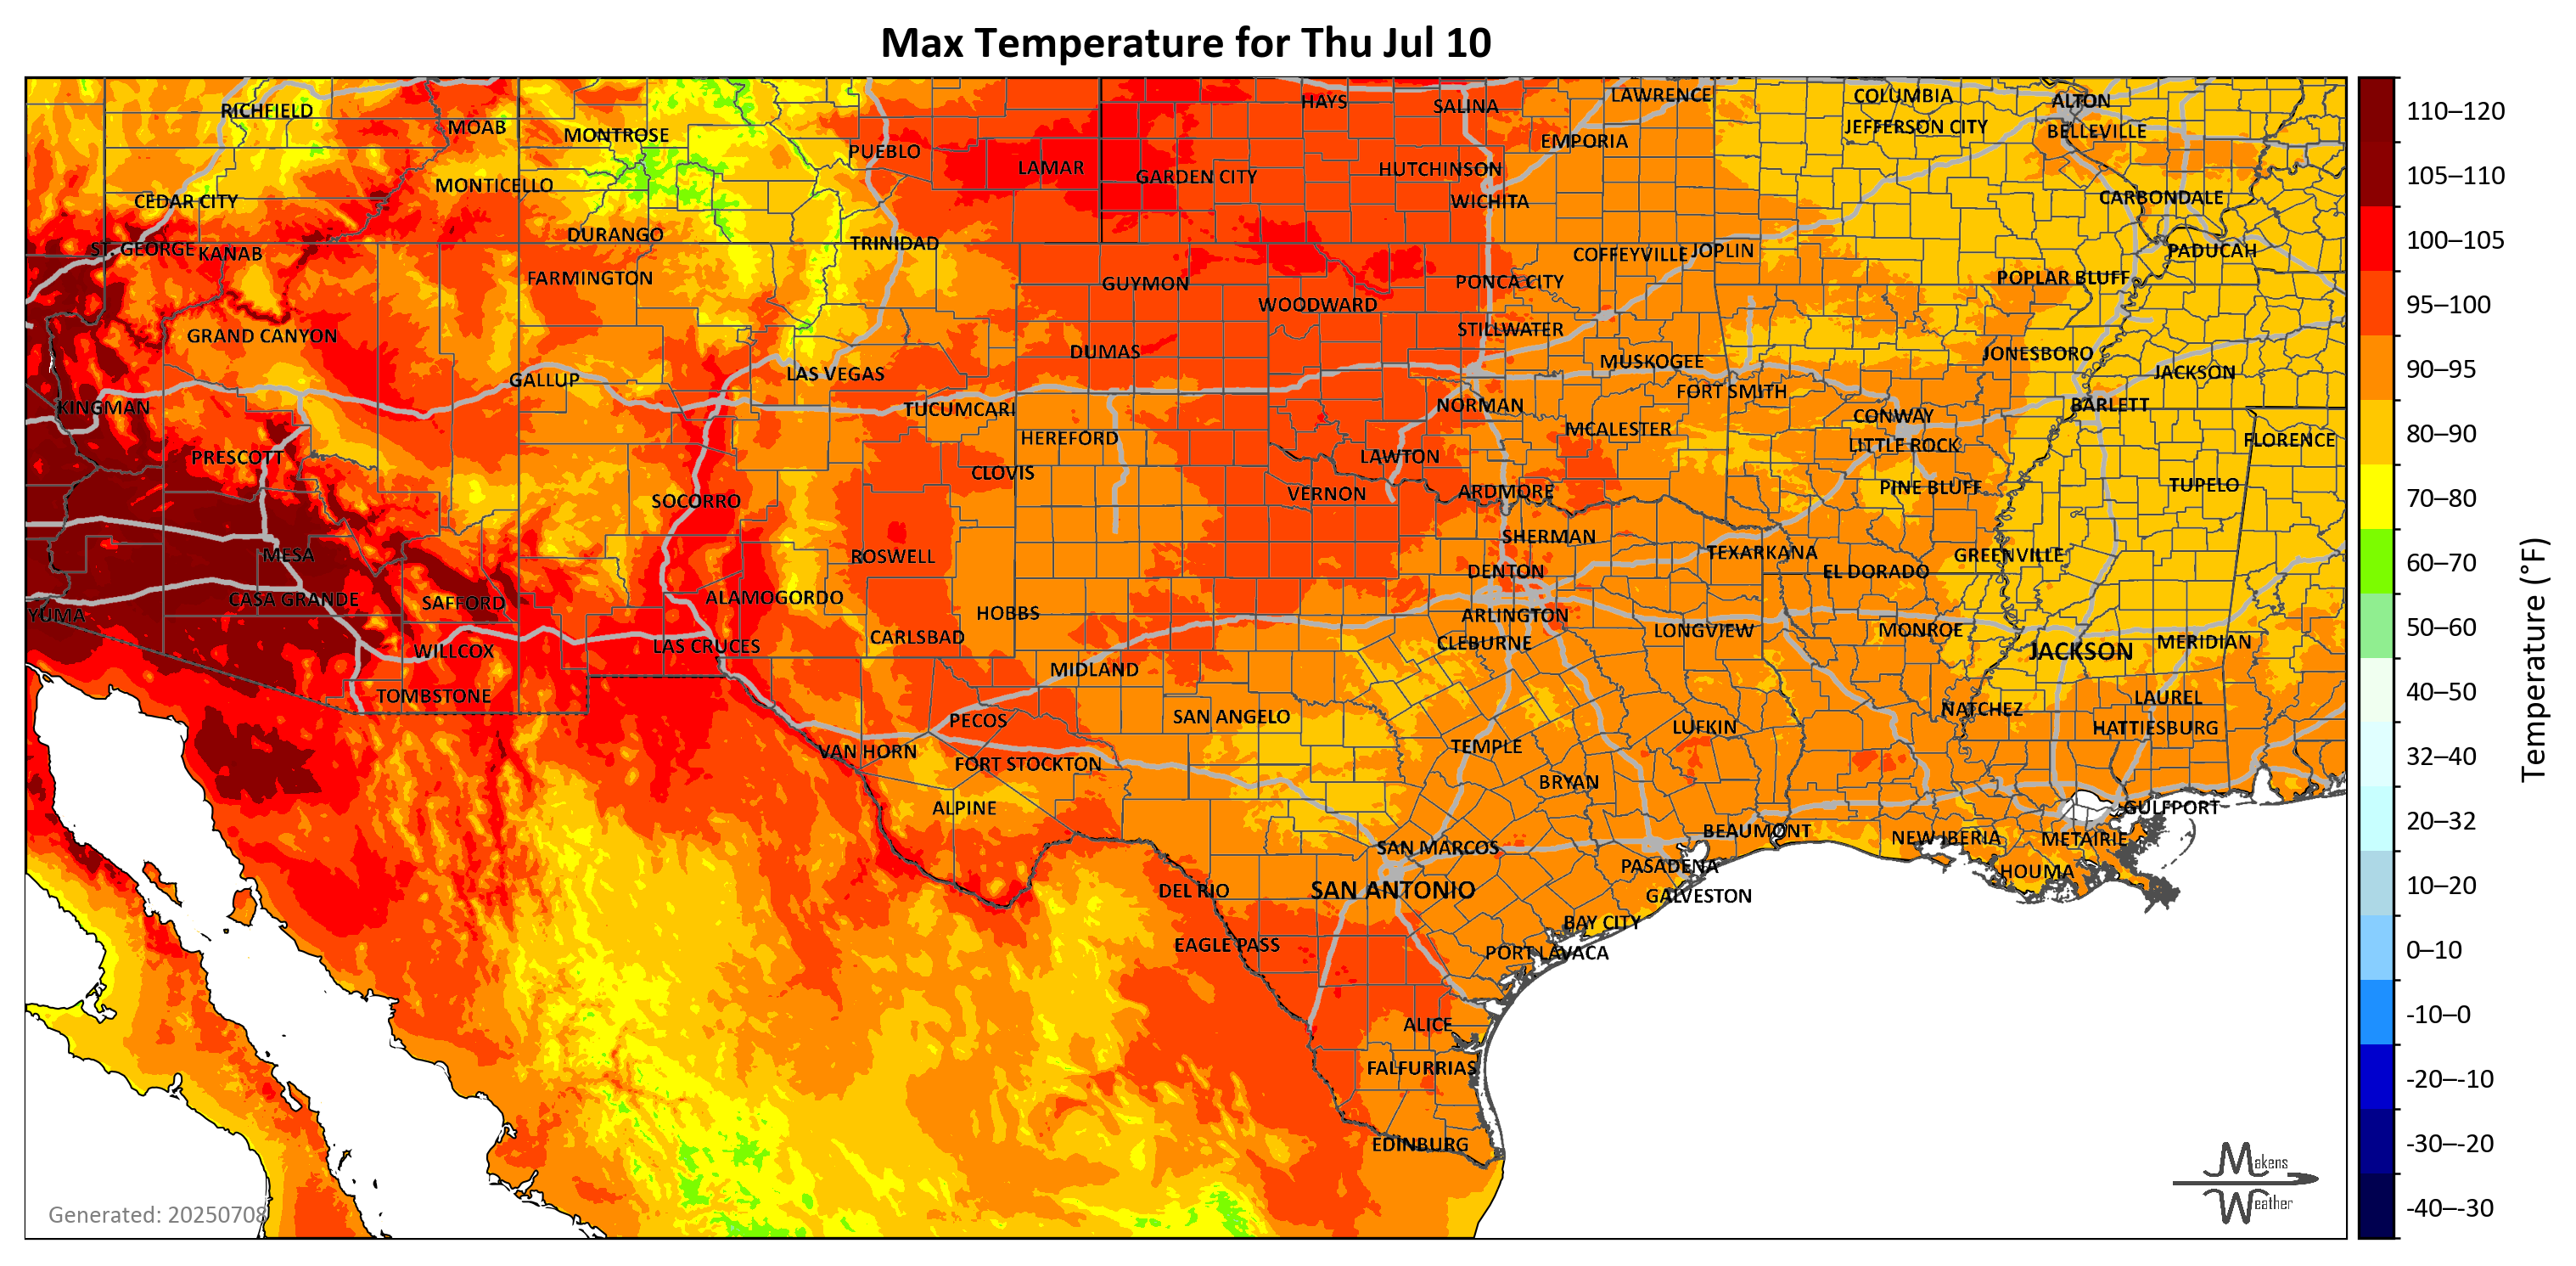 Max Temperature for Thu Jul 10
RICHFIELD
MOAB
MONTROSE
PUEBLO
LAMAR
HAYS
SALINA
LAWRENCE
EMPORIA
COLUMBIA
JEFFERSON CITY
ALTON
BELLEVILLE
GARDEN CITY
HUTCHINSON
WICHITA
CARBONDALE
MONTICELLO
CEDAR CITY
DURANGO
TRINIDAD
ST. GEORGE
KANAB
COFFEYVILLE
JOPLIN
PADUCAH
FARMINGTON
GUYMON
WOODWARD
PONCA CITY
POPLAR BLUFF
GRAND CANYON
STILLWATER
DUMAS
JONESBORO
MUSKOGEE
JACKSON
GALLUP
LAS VEGAS
FORT SMITH
KINGMAN
TUCUMCARI
NORMAN
BARLETT
CONWAY
MCALESTER
HEREFORD
LITTLE ROCK
FLORENCE
PRESCOTT
LAWTON
CLOVIS
PINE BLUFF
TUPELO
SOCORRO
VERNON
ARDMORE
SHERMAN
MESA
ROSWELL
TEXARKANA
GREENVILLE
DENTON
EL DORADO
CASA GRANDE
SAFFORD
ALAMOGORDO
HOBBS
YUMA
ARLINGTON
CARLSBAD
CLEBURNE
LONGVIEW
MONROE
WILLCOX
LAS CRUCES
JACKSON
MERIDIAN
MIDLAND
TOMBSTONE
LAUREL
NATCHEZ
PECOS
SAN ANGELO
LUFKIN
HATTIESBURG
VAN HORN
TEMPLE
FORT STOCKTON
BRYAN
ALPINE
GULFPORT
BEAUMONT
NEW IBERIA
METAIRIE
SAN MARCOS
PASADENA
HOUMA
DEL RIO
SAN ANTONIO
GALVESTON
BAY CITY
EAGLE PASS
PORT LAVACA
ALICE
FALFURRIAS
EDINBURG
Generated: 20250708
Makens
Weather
110–120
105–110
100–105
95–100
90–95
80–90
70–80
60–70
50–60
40–50
32–40
20–32
10–20
0–10
-10–0
-20–-10
-30–-20
-40–-30
Temperature (°F)